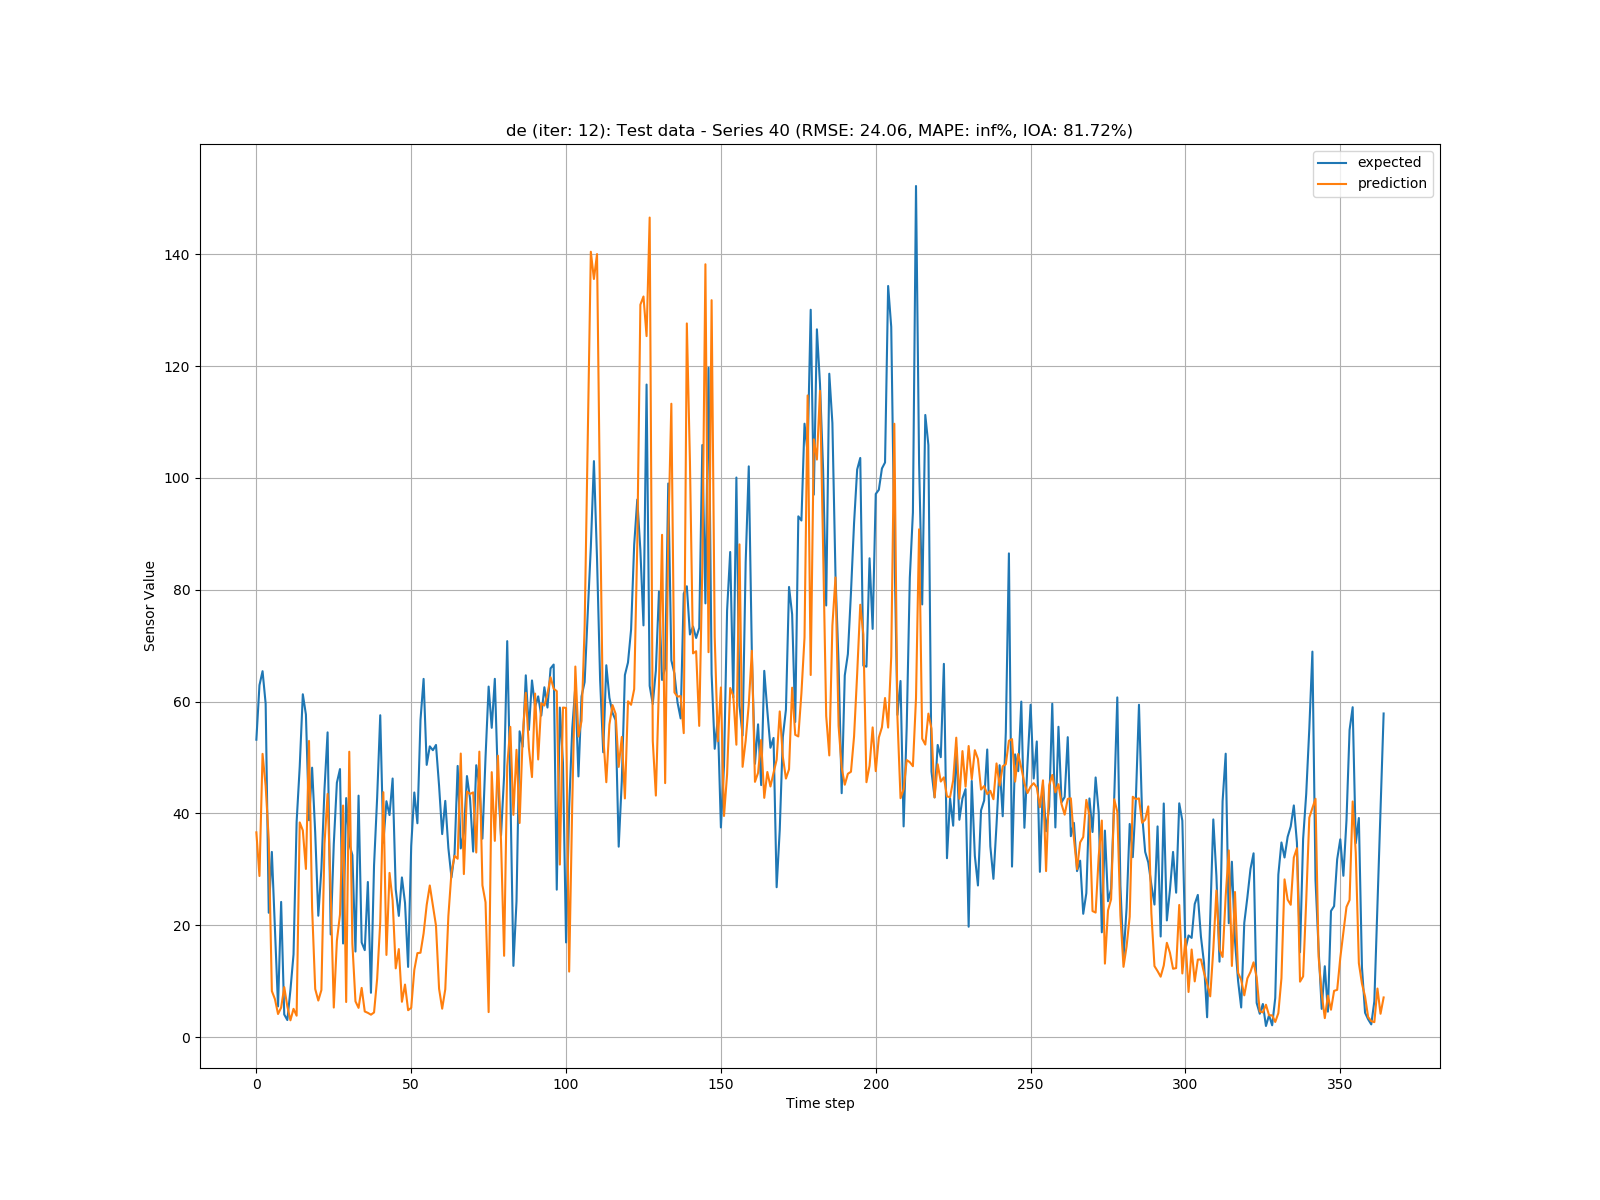 de (iter: 12): Test data - Series 40 (RMSE: 24.06, MAPE: inf%, IOA: 81.72%)
expected
prediction
140
120
100
80
60
40
20
0
Sensor Value
0 50 100 150 200 250 300 350
Time step